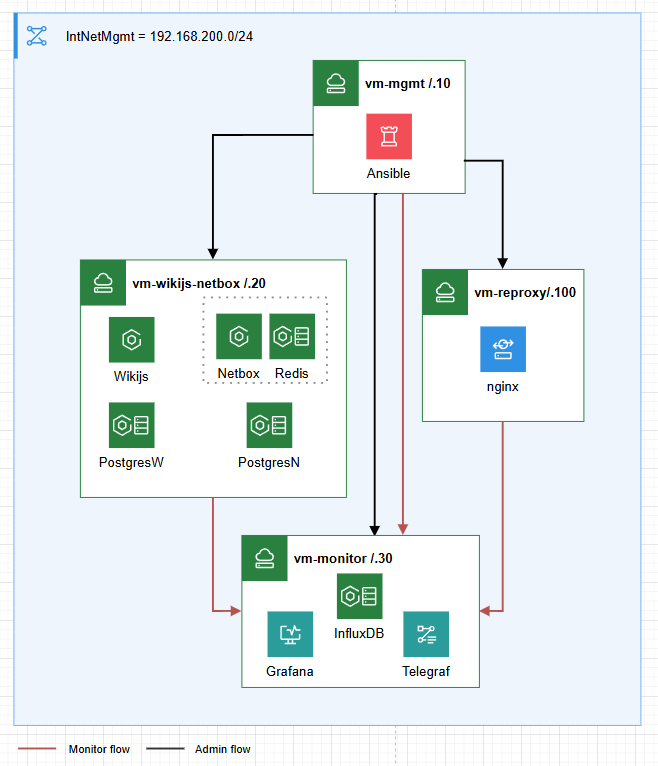 IntNetMgmt = 192.168.200.0/24
vm-mgmt /.10
Ansible
vm-wikijs-netbox /.20
Wikijs
Netbox
Redis
PostgresW
PostgresN
vm-reproxy/.100
nginx
vm-monitor /.30
InfluxDB
Grafana
Telegraf
Monitor flow
Admin flow